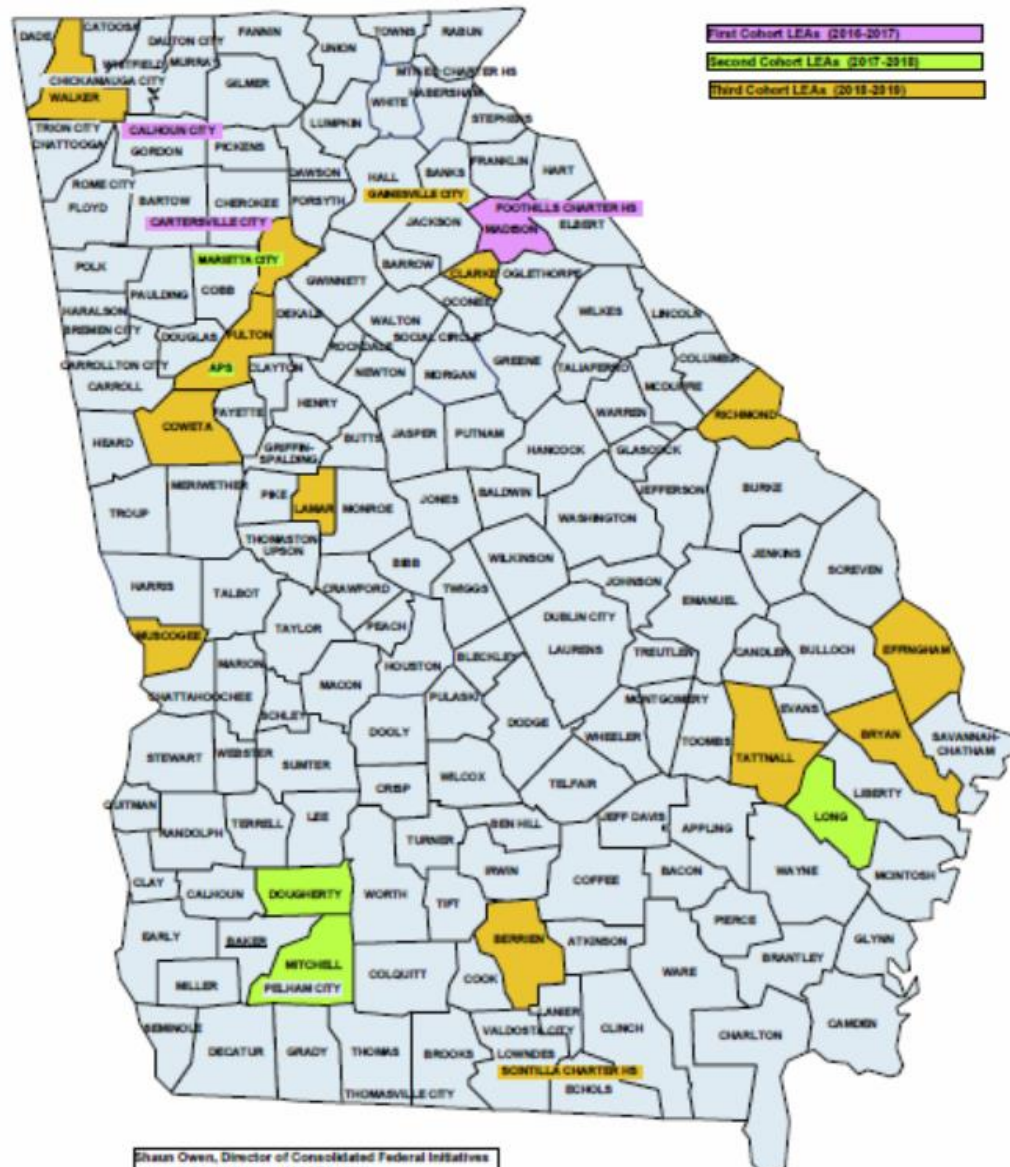 First Cohort LEAs (2016-2017)
Second Cohort LEAs (2017-2018)
Third Cohort LEAs (2018-2019)
DADE
CATOOSA
DALTON CITY
FANNIN
UNION
TOWNS
RABUN
WHITFIELD
MURRAY
CHICKAMAUGA CITY
WALKER
GILMER
MTN ED CHARTER HS
WHITE
HABERSHAM
LUMPKIN
STEPHENS
TRION CITY
CHATTOOGA
CALHOUN CITY
GORDON
PICKENS
DAWSON
HALL
BANKS
FRANKLIN
HART
ROME CITY
FLOYD
BARTOW
CHEROKEE
FORSYTH
GAINESVILLE CITY
JACKSON
FOOTHILLS CHARTER HS
MADISON
ELBERT
CARTERSVILLE CITY
MARIETTA CITY
POLK
PAULDING
COBB
GWINNETT
BARROW
CLARKE
OGLETHORPE
OCONEE
WILKES
LINCOLN
HARALSON
BREMEN CITY
DOUGLAS
FULTON
DEKALB
WALTON
SOCIAL CIRCLE
ROCKDALE
NEWTON
MORGAN
GREENE
TALIAFERRO
COLUMBIA
MCDUFFIE
CARROLLTON CITY
CARROLL
APS
CLAYTON
HENRY
WARREN
RICHMOND
HEARD
COWETA
FAYETTE
GRIFFIN-
SPALDING
BUTTS
JASPER
PUTNAM
HANCOCK
GLASCOCK
JEFFERSON
BURKE
TROUP
MERIWETHER
PIKE
LAMAR
MONROE
JONES
BALDWIN
WASHINGTON
THOMASTON
UPSON
BIBB
WILKINSON
JENKINS
SCREVEN
HARRIS
TALBOT
CRAWFORD
TWIGGS
JOHNSON
EMANUEL
TAYLOR
PEACH
DUBLIN CITY
LAURENS
MUSCOGEE
MARION
HOUSTON
BLECKLEY
TREUTLEN
CANDLER
BULLOCH
EFFINGHAM
CHATTAHOOCHEE
MACON
PULASKI
MONTGOMERY
EVANS
SCHLEY
DOOLY
DODGE
WHEELER
TOOMBS
TATTNALL
BRYAN
SAVANNAH-
CHATHAM
STEWART
WEBSTER
SUMTER
WILCOX
TELFAIR
CRISP
LONG
LIBERTY
QUITMAN
RANDOLPH
TERRELL
LEE
TURNER
BEN HILL
JEFF DAVIS
APPLING
IRWIN
CLAY
CALHOUN
DOUGHERTY
WORTH
TIFT
COFFEE
BACON
WAYNE
MCINTOSH
PIERCE
EARLY
BAKER
MITCHELL
PELHAM CITY
COLQUITT
BERRIEN
COOK
ATKINSON
WARE
BRANTLEY
GLYNN
MILLER
LANIER
SEMINOLE
DECATUR
GRADY
THOMAS
BROOKS
VALDOSTA CITY
LOWNDES
CLINCH
CHARLTON
CAMDEN
SCINTILLA CHARTER HS
ECHOLS
THOMASVILLE CITY
Shaun Owen, Director of Consolidated Federal Initiatives